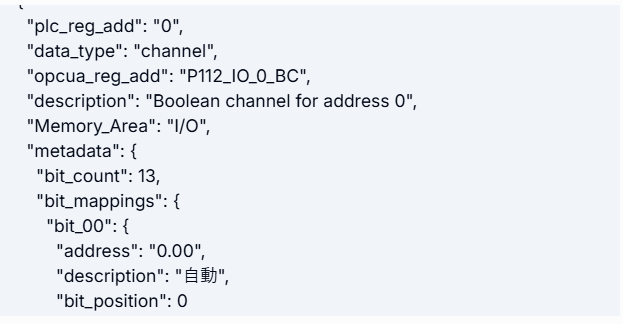 "plc_reg_add": "0",
"data_type": "channel",
"opcua_reg_add": "P112_IO_0_BC",
"description": "Boolean channel for address 0",
"Memory_Area": "I/O",
"metadata": {
"bit_count": 13,
"bit_mappings": {
"bit_00": {
"address": "0.00",
"description": "自動",
"bit_position": 0